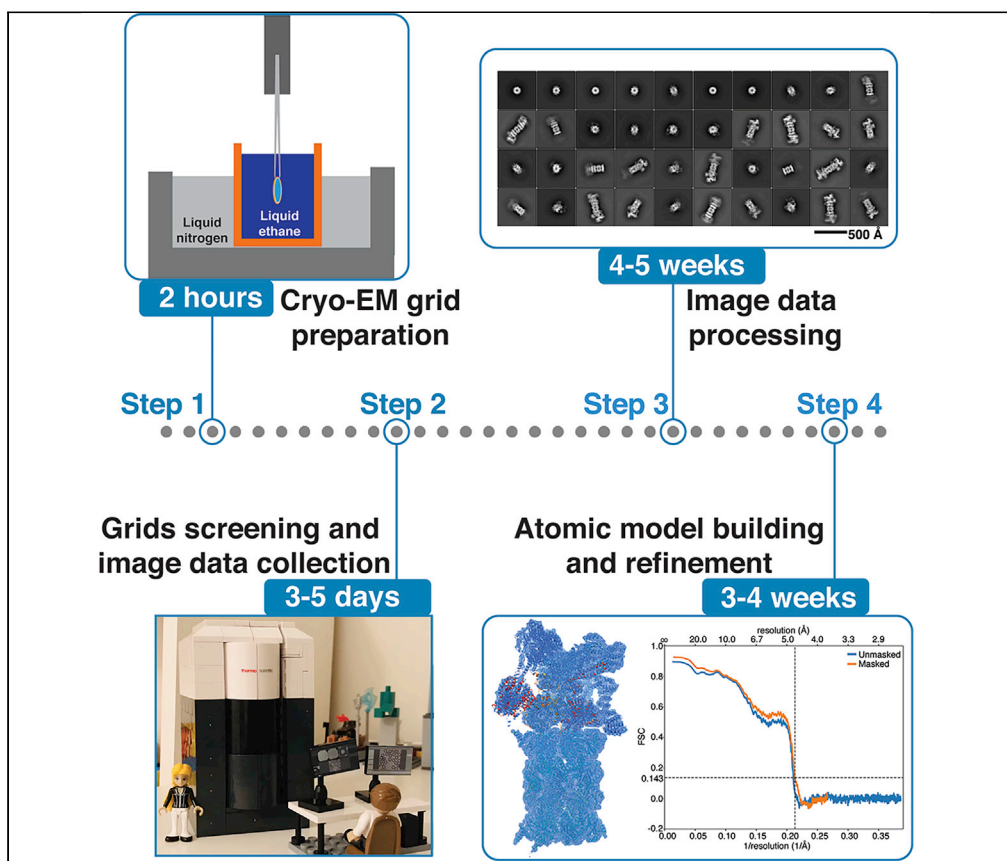 Liquid
nitrogen
Liquid
ethane
500 Å
2 hours
Cryo-EM grid
preparation
4-5 weeks
Image data
processing
Step 1
Step 2
Step 3
Step 4
Grids screening and
image data collection
3-5 days
Atomic model building
and refinement
3-4 weeks
resolution (Å)
∞ 20.0 10.0 6.7 5.0 4.0 3.3 2.9
Unmasked
Masked
FSC
1.0
0.8
0.6
0.4
0.2
0.143
0.0
-0.2
0.00 0.05 0.10 0.15 0.20 0.25 0.30 0.35
1/resolution (1/Å)